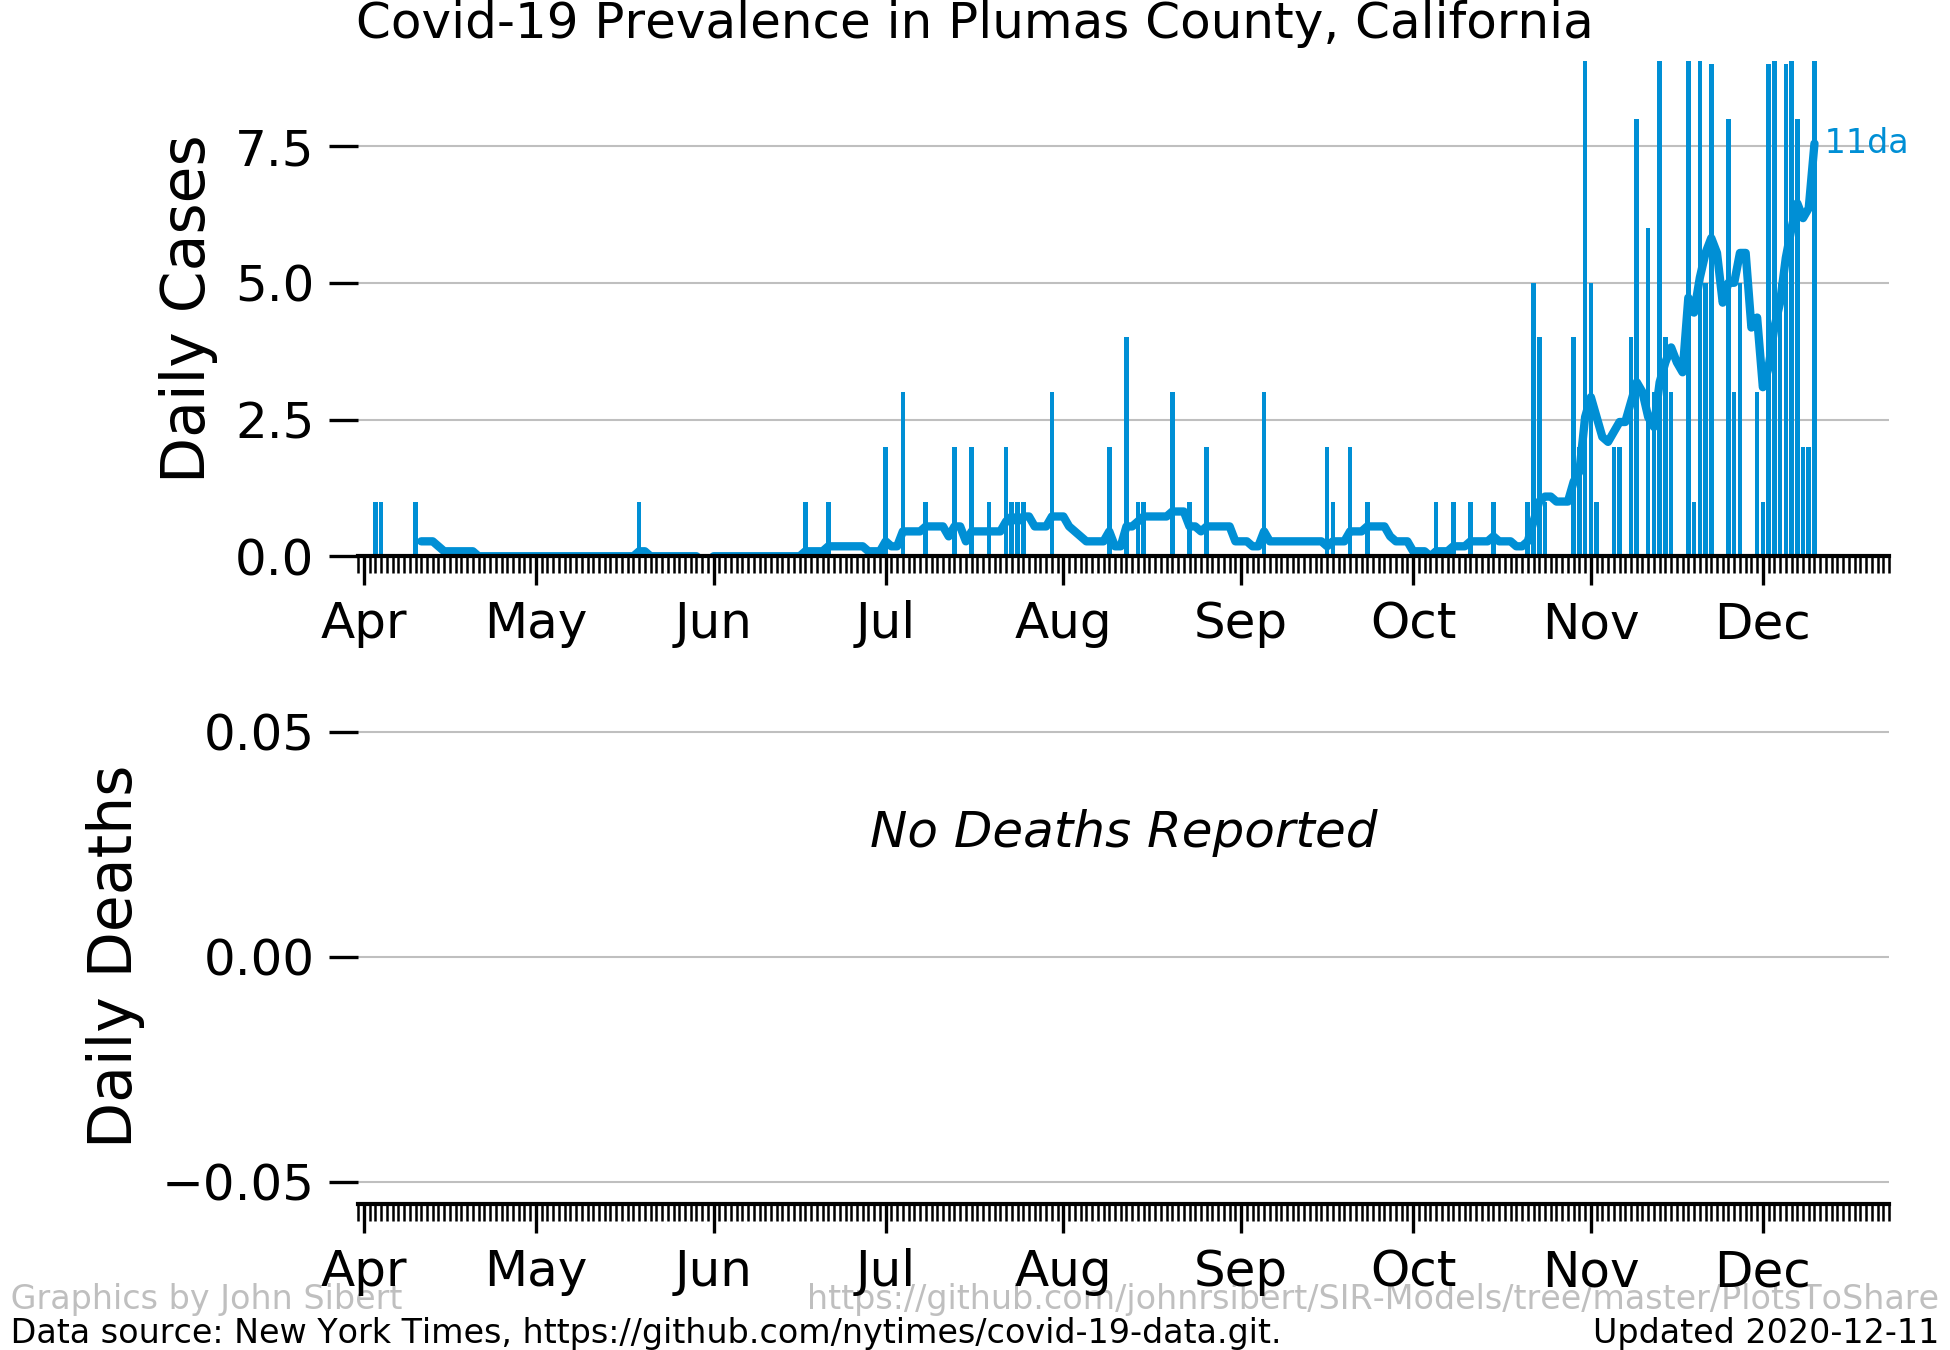 Covid-19 Prevalence in Plumas County, California
Daily Cases
7.5
5.0
2.5
0.0
11da
Apr May Jun Jul Aug Sep Oct Nov Dec
Daily Deaths
0.05
0.00
−0.05
No Deaths Reported
Apr May Jun Jul Aug Sep Oct Nov Dec
Graphics by John Sibert https://github.com/johnrsibert/SIR-Models/tree/master/PlotsToShare
Data source: New York Times, https://github.com/nytimes/covid-19-data.git. Updated 2020-12-11